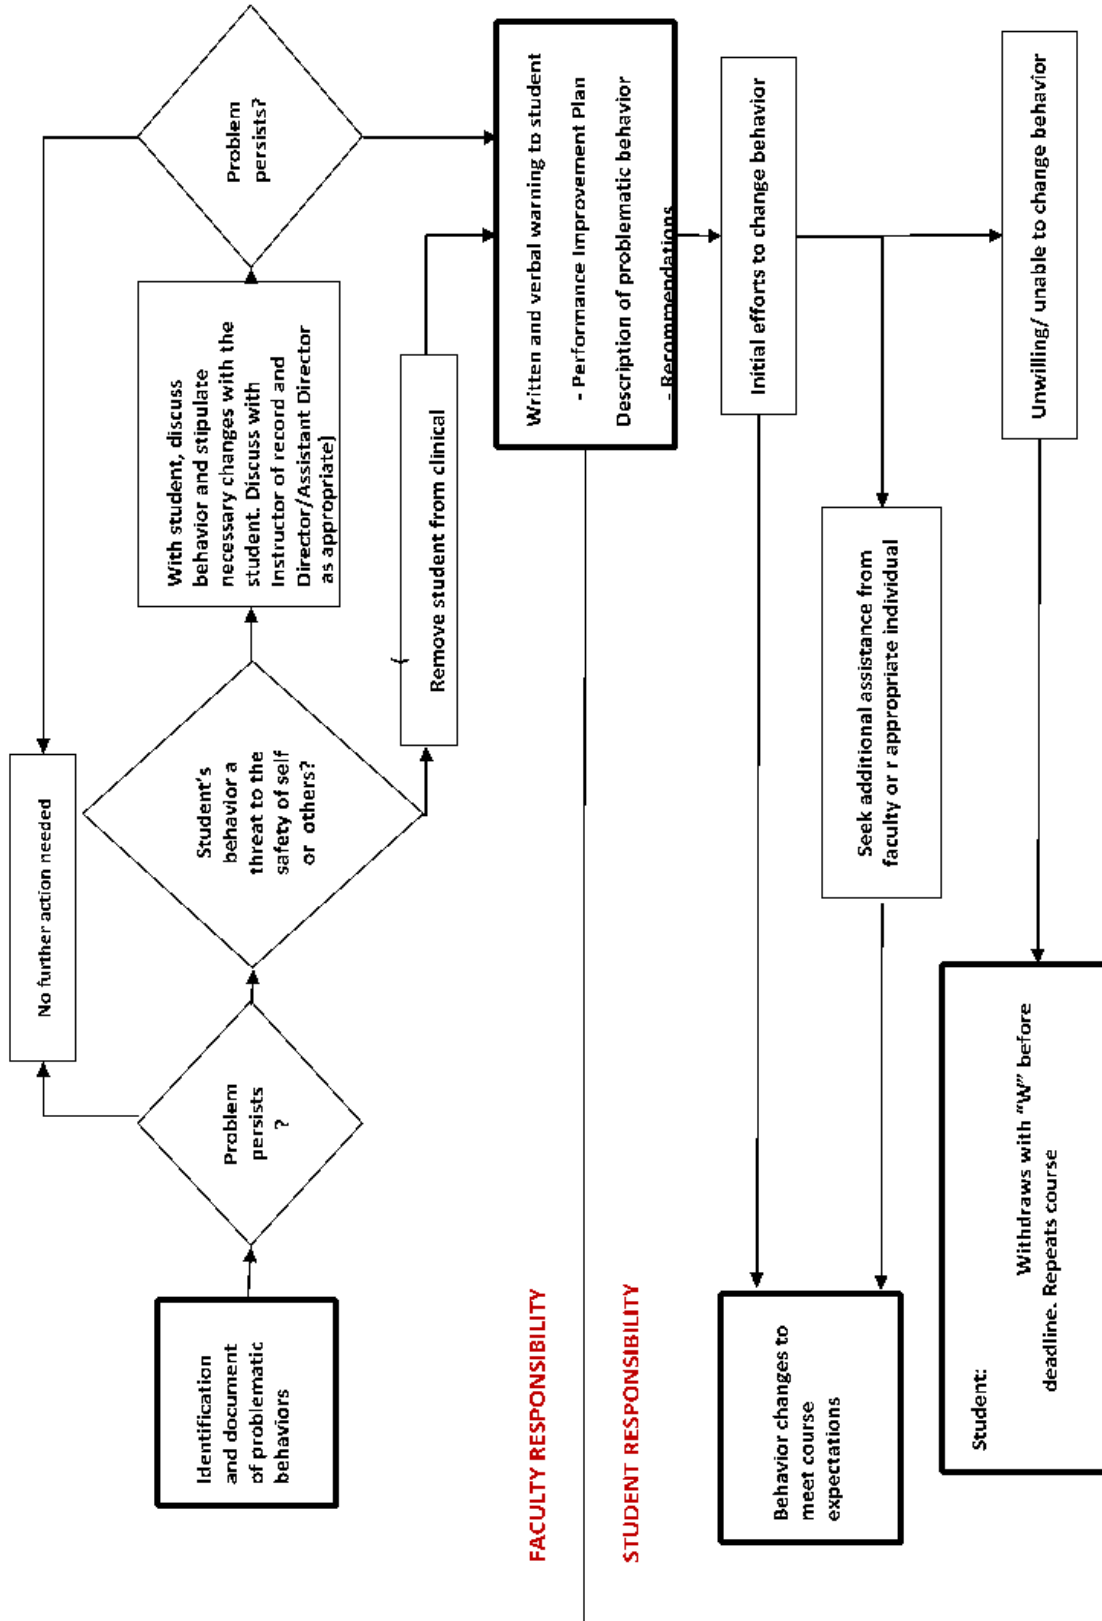 Identification
and document
of problematic
behaviors
Problem
persists
?
No further action needed
Student's
behavior a
threat to the
safety of self
or others?
With student, discuss
behavior and stipulate
necessary changes with the
student. Discuss with
Instructor of record and
Director/Assistant Director
as appropriate)
Problem
persists?
(
Remove student from clinical
Written and verbal warning to student
- Performance Improvement Plan
Description of problematic behavior
- Recommendations
FACULTY RESPONSIBILITY
STUDENT RESPONSIBILITY
Initial efforts to change behavior
Behavior changes to
meet course
expectations
Seek additional assistance from
faculty or r appropriate individual
Unwilling/ unable to change behavior
Student:
Withdraws with "W" before
deadline. Repeats course